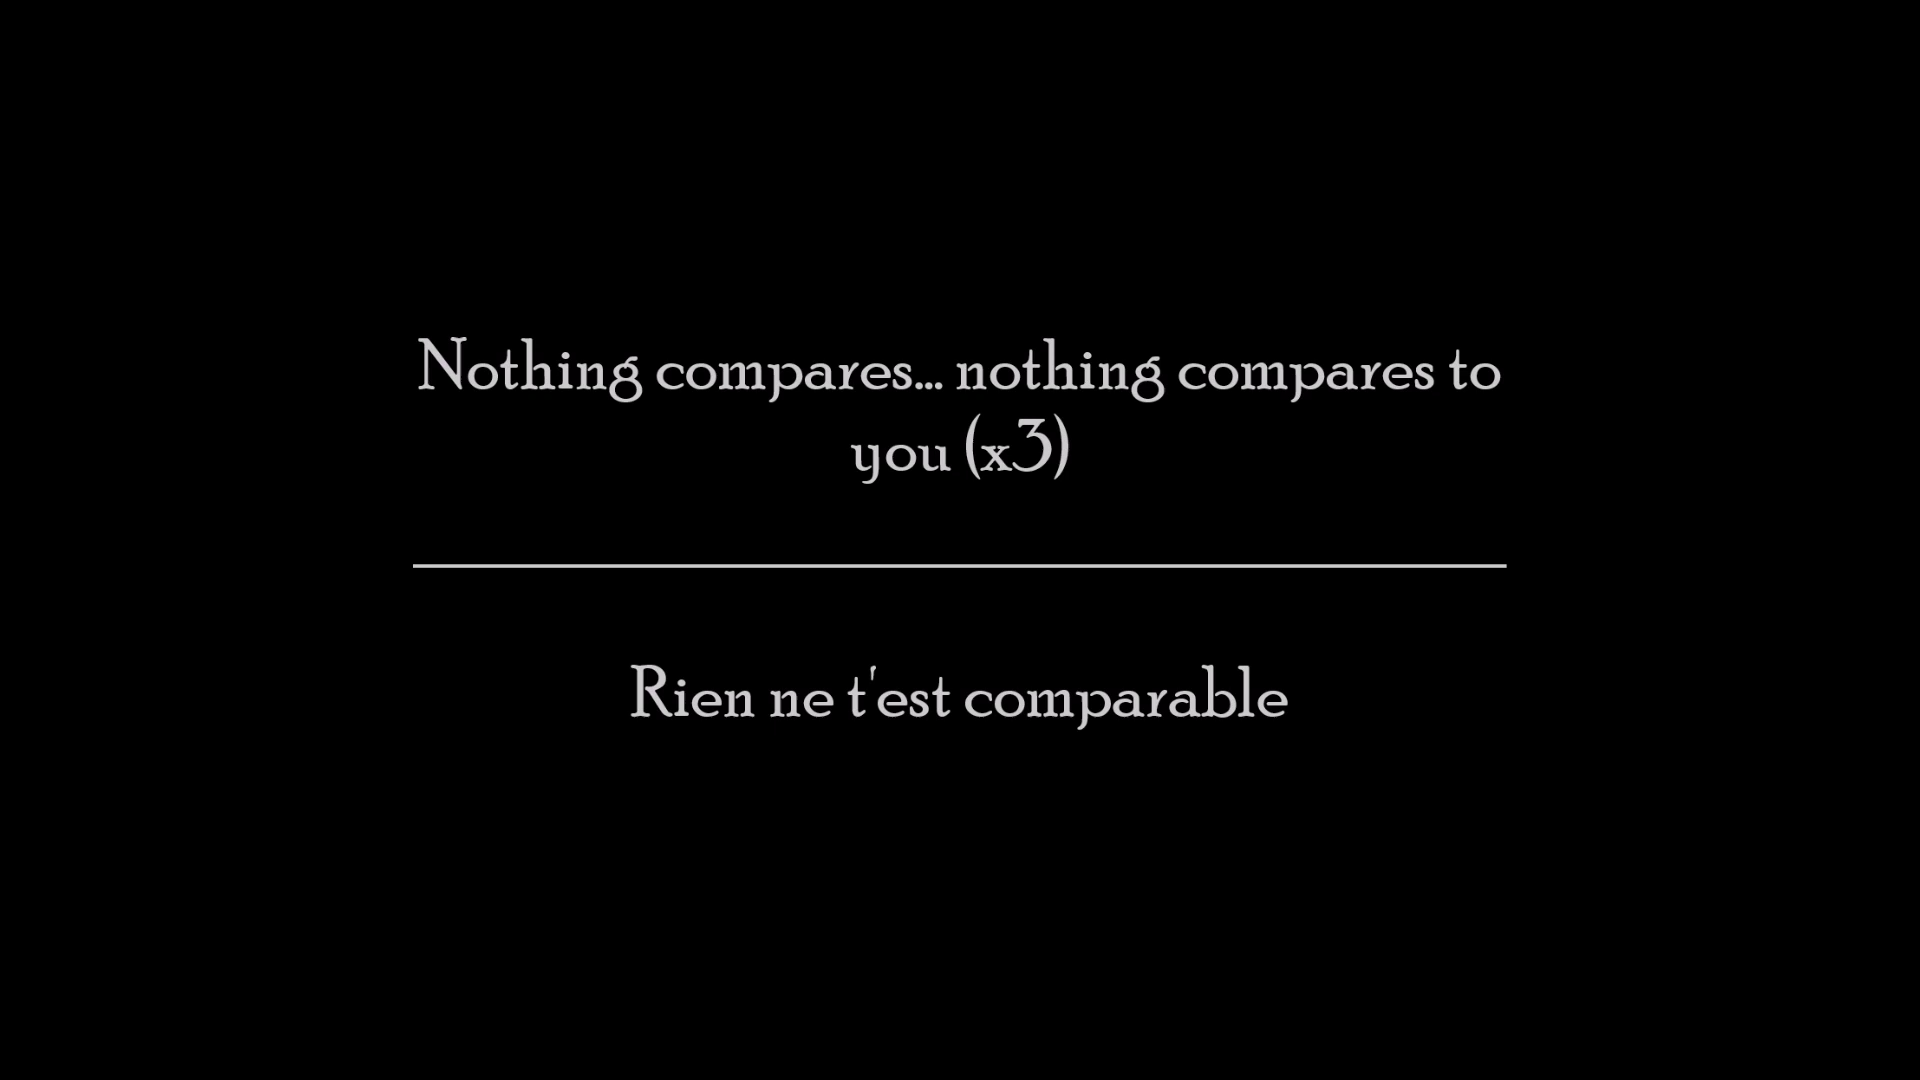 Nothing compares... nothing compares to
you (x3)
Rien ne t'est comparable